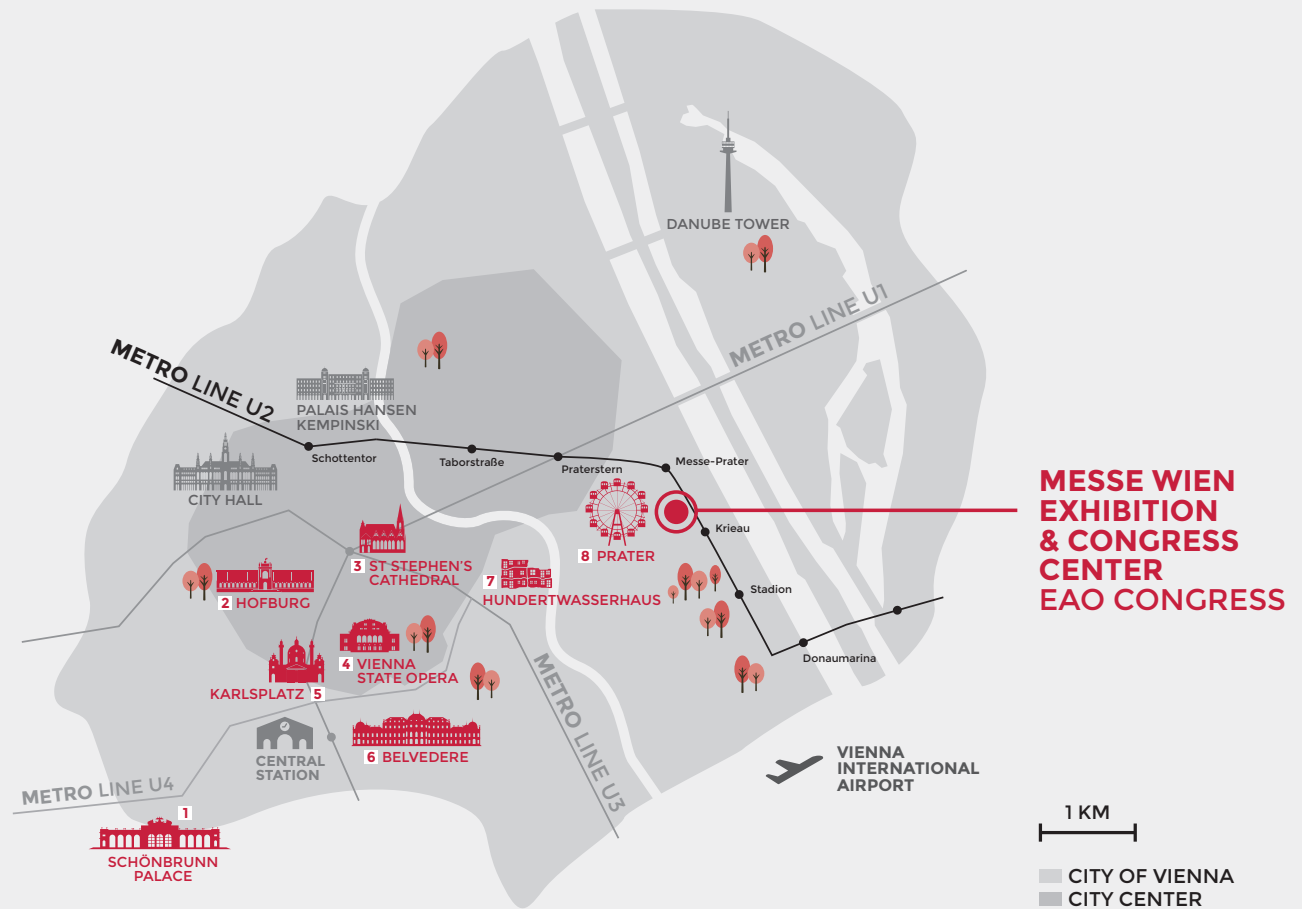 DANUBE TOWER
METRO LINE U1
METRO LINE U2
PALAIS HANSEN
KEMPINSKI
Schottentor
Taborstraße
Praterstern
Messe-Prater
CITY HALL
MESSE WIEN
EXHIBITION
& CONGRESS
CENTER
EAO CONGRESS
Krieau
8 PRATER
3 ST STEPHEN'S
CATHEDRAL
7
HUNDERTWASSERHAUS
2 HOFBURG
Stadion
4 VIENNA
STATE OPERA
Donaumarina
KARLSPLATZ 5
METRO LINE U3
CENTRAL
STATION
6 BELVEDERE
VIENNA
INTERNATIONAL
AIRPORT
METRO LINE U4
1
SCHÖNBRUNN
PALACE
1 KM
CITY OF VIENNA
CITY CENTER